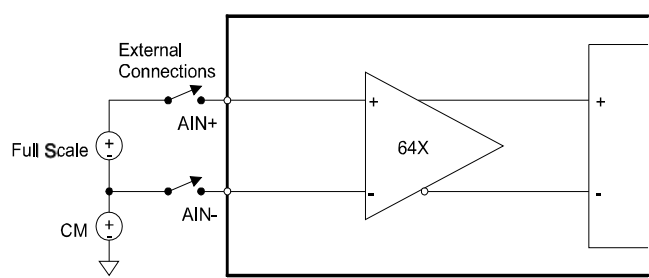 External
Connections
AIN+
Full Scale
AIN-
CM
64X
+
-
+
-
+
-
+
-